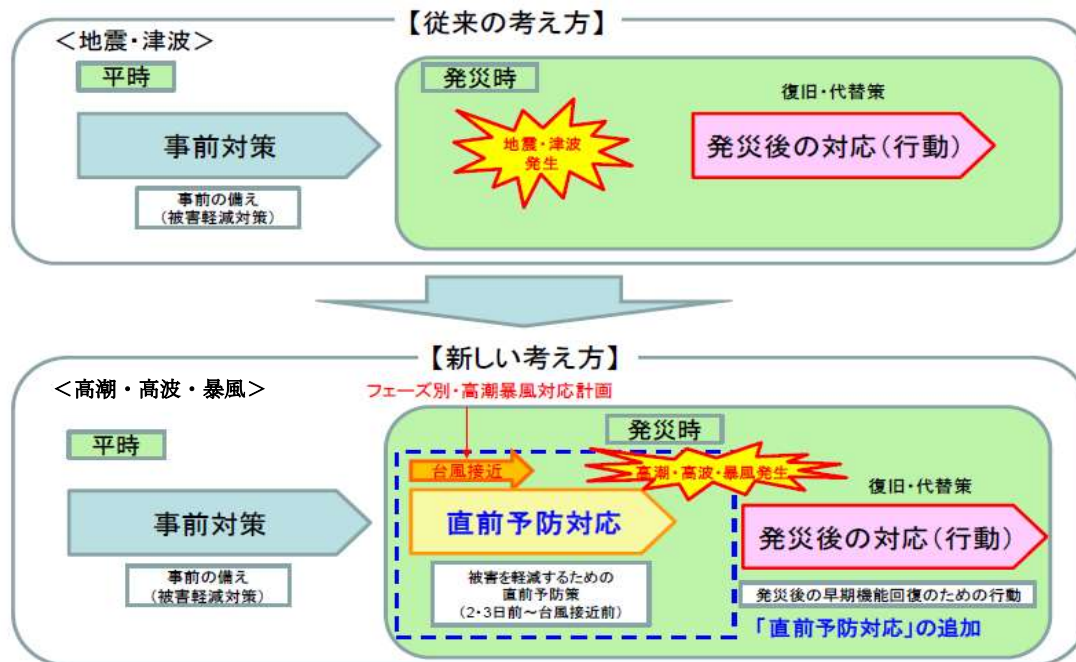 【従来の考え方】
＜地震・津波＞
平時
発災時
復旧・代替策
事前対策
地震・津波
発生
発災後の対応（行動）
事前の備え
（被害軽減対策）
【新しい考え方】
＜高潮・高波・暴風＞
フェーズ別・高潮暴風対応計画
平時
発災時
台風接近
高潮・高波・暴風発生
復旧・代替策
事前対策
直前予防対応
発災後の対応（行動）
事前の備え
（被害軽減対策）
被害を軽減するための
直前予防策
（2・3日前～台風接近前）
発災後の早期機能回復のための行動
「直前予防対応」の追加